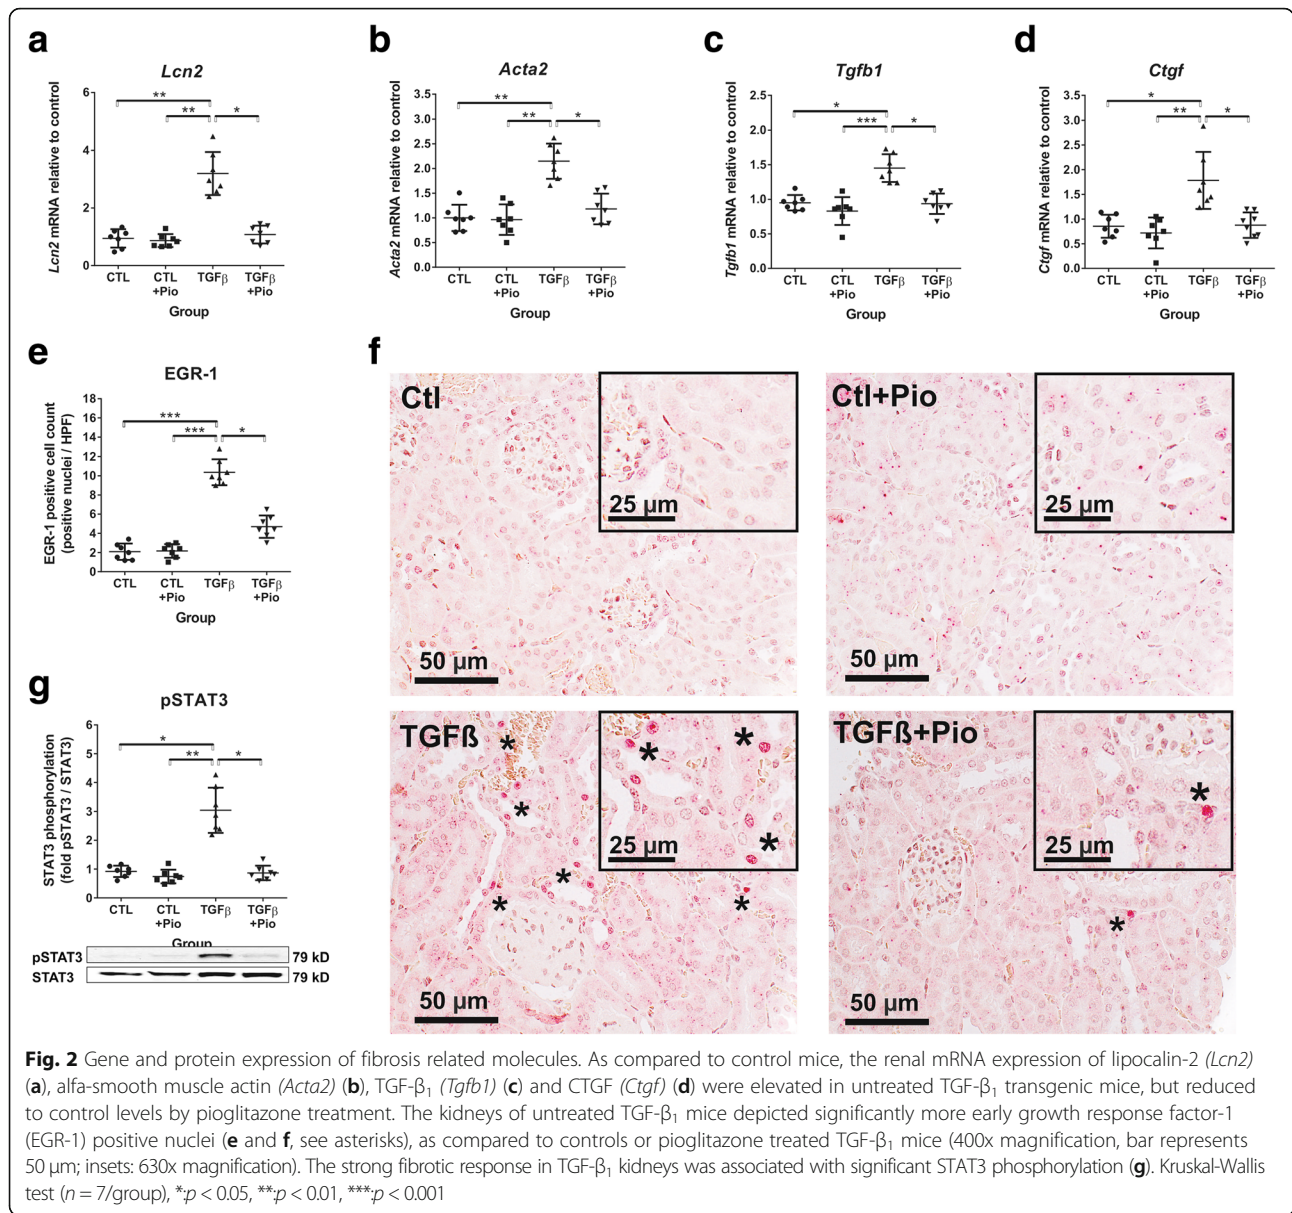 a
Lcn2
Lcn2 mRNA relative to control
6
4
2
0
** 
** *
CTL
CTL +Pio
TGFβ
TGFβ +Pio
Group
b
Acta2
Acta2 mRNA relative to control
3.5
3.0
2.5
2.0
1.5
1.0
0.5
0.0
**
** *
CTL
CTL +Pio
TGFβ
TGFβ +Pio
Group
c
Tgfb1
Tgfb1 mRNA relative to control
2.5
2.0
1.5
1.0
0.5
0.0
*
*** *
CTL
CTL +Pio
TGFβ
TGFβ +Pio
Group
d
Ctgf
Ctgf mRNA relative to control
3.5
3.0
2.5
2.0
1.5
1.0
0.5
0.0
*
** *
CTL
CTL +Pio
TGFβ
TGFβ +Pio
Group
e
EGR-1
EGR-1 positive cell count
(positive nuclei / HPF)
18
16
14
12
10
8
6
4
2
0
***
*** *
CTL
CTL +Pio
TGFβ
TGFβ +Pio
Group
f
Ctl
25 µm
50 µm
Ctl+Pio
25 µm
50 µm
TGFß
* * * * *
* * *
25 µm
50 µm
TGFß+Pio
*
*
25 µm
50 µm
g
pSTAT3
STAT3 phosphorylation
(fold pSTAT3 / STAT3)
6
5
4
3
2
1
0
*
** *
CTL
CTL +Pio
TGFβ
TGFβ +Pio
Group
pSTAT3 79 kD
STAT3 79 kD
Fig. 2 Gene and protein expression of fibrosis related molecules. As compared to control mice, the renal mRNA expression of lipocalin-2 (Lcn2)
(a), alfa-smooth muscle actin (Acta2) (b), TGF-β1 (Tgfb1) (c) and CTGF (Ctgf) (d) were elevated in untreated TGF-β1 transgenic mice, but reduced
to control levels by pioglitazone treatment. The kidneys of untreated TGF-β1 mice depicted significantly more early growth response factor-1
(EGR-1) positive nuclei (e and f, see asterisks), as compared to controls or pioglitazone treated TGF-β1 mice (400x magnification, bar represents
50 µm; insets: 630x magnification). The strong fibrotic response in TGF-β1 kidneys was associated with significant STAT3 phosphorylation (g). Kruskal-Wallis
test (n = 7/group), *:p < 0.05, **:p < 0.01, ***:p < 0.001